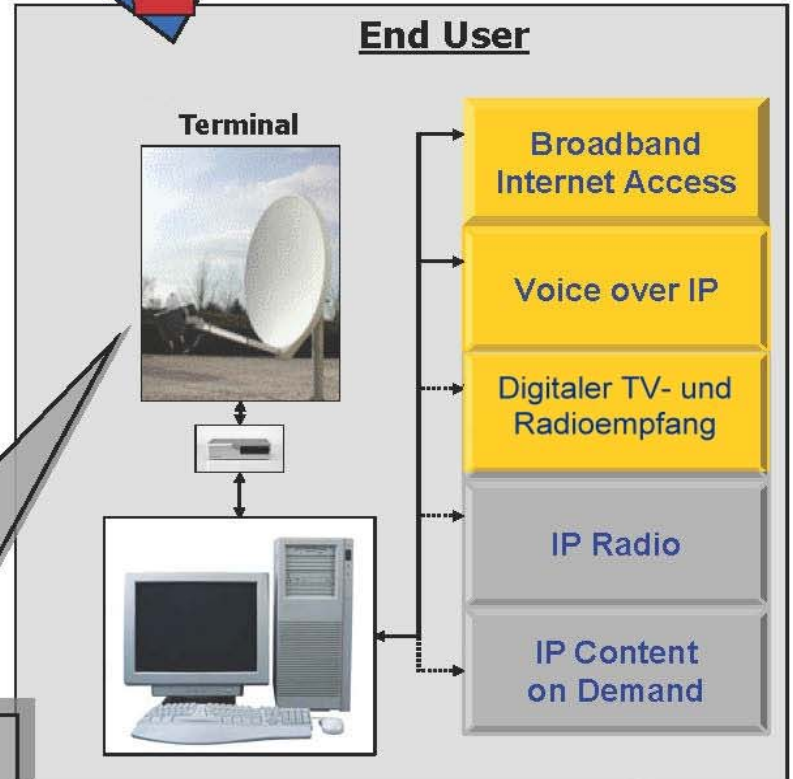 End User
Terminal
Broadband
Internet Access
Voice over IP
Digitaler TV- und
Radioempfang
IP Radio
IP Content
on Demand